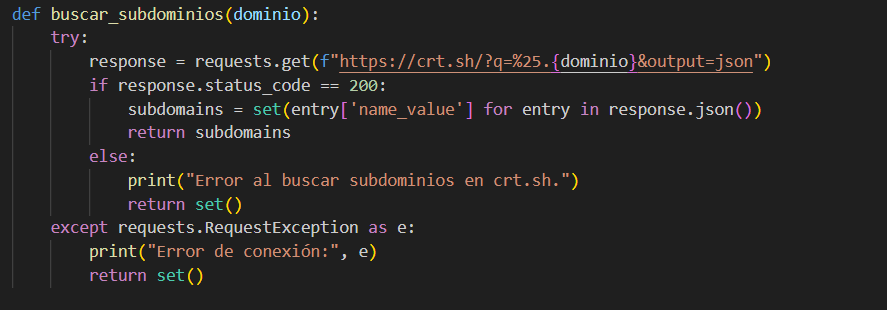 def buscar_subdominios(dominio):
    try:
        response = requests.get(f"https://crt.sh/?q=%25.{dominio}&output=json")
        if response.status_code == 200:
            subdomains = set(entry['name_value'] for entry in response.json())
            return subdomains
        else:
            print("Error al buscar subdominios en crt.sh.")
            return set()
    except requests.RequestException as e:
        print("Error de conexión:", e)
        return set()